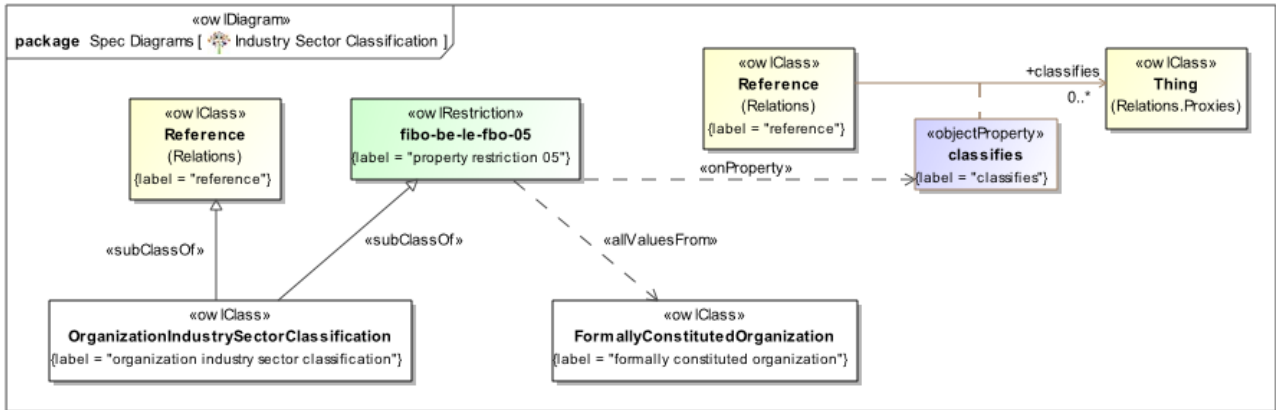 «owlDiagram»
package Spec Diagrams [ Industry Sector Classification ]
«owlClass»
Reference
(Relations)
{label = "reference"}
«owlRestriction»
fibo-be-le-fbo-05
{label = "property restriction 05"}
«owlClass»
Reference
(Relations)
{label = "reference"}
+classifies
0..*
«owlClass»
Thing
(Relations.Proxies)
«objectProperty»
classifies
{label = "classifies"}
«onProperty»
«subClassOf»
«subClassOf»
«allValuesFrom»
«owlClass»
OrganizationIndustrySectorClassification
{label = "organization industry sector classification"}
«owlClass»
FormallyConstitutedOrganization
{label = "formally constituted organization"}